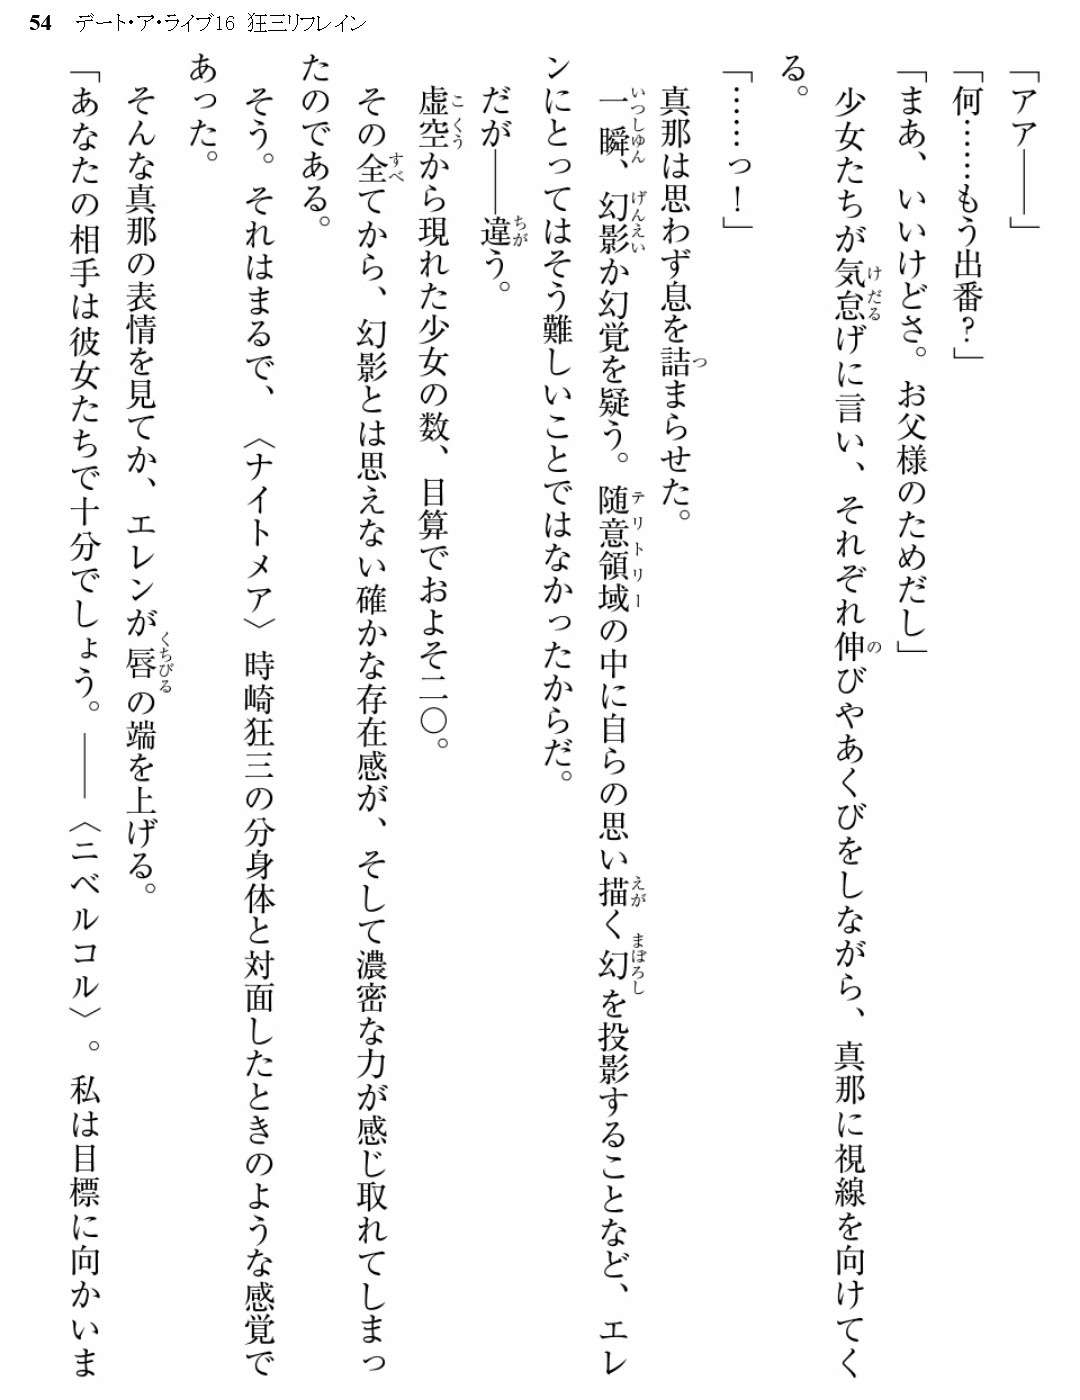 54 デート・ア・ライブ16 狂三リフレイン
「アア――」
「何……もう出番？」
「まあ、いいけどさ。お父様のためだし」
少女たちが気怠げに言い、それぞれ伸びやあくびをしながら、真那に視線を向けてく
る。
「……っ！」
真那は思わず息を詰まらせた。
一瞬、幻影か幻覚を疑う。随意領域の中に自らの思い描く幻を投影することなど、エレ
ンにとってはそう難しいことではなかったからだ。
だが――違う。
虚空から現れた少女の数、目算でおよそ二〇。
その全てから、幻影とは思えない確かな存在感が、そして濃密な力が感じ取れてしまっ
たのである。
そう。それはまるで、〈ナイトメア〉時崎狂三の分身体と対面したときのような感覚で
あった。
そんな真那の表情を見てか、エレンが唇の端を上げる。
「あなたの相手は彼女たちで十分でしょう。――〈ニベルコル〉。私は目標に向かいま